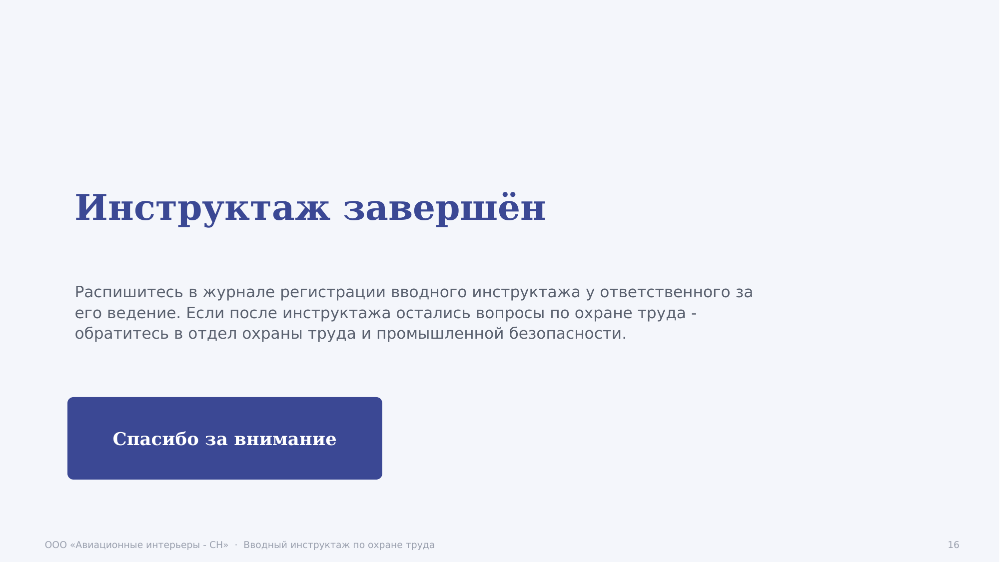 Инструктаж завершён
Распишитесь в журнале регистрации вводного инструктажа у ответственного за
его ведение. Если после инструктажа остались вопросы по охране труда -
обратитесь в отдел охраны труда и промышленной безопасности.
Спасибо за внимание
ООО «Авиационные интерьеры - СН» · Вводный инструктаж по охране труда
16